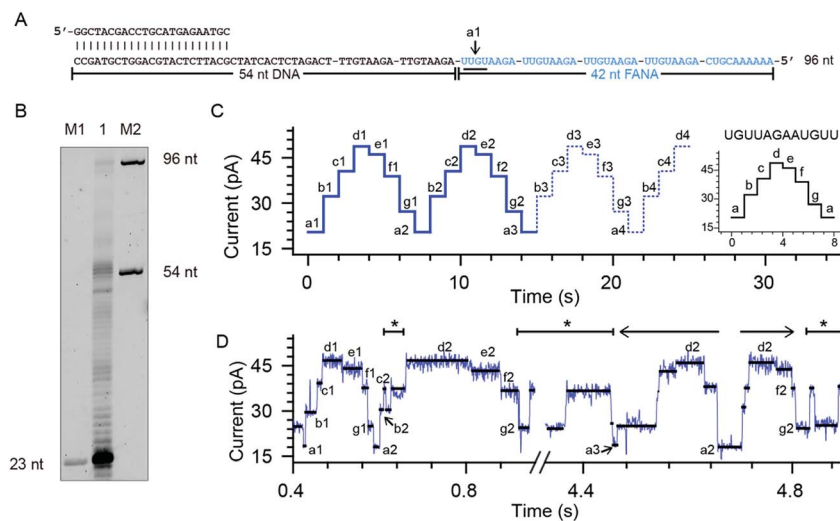 A
5'-GGCTACGACCTGCATGAGAATGC
a1
CCGATGCTGGACGTACTCTTACGCTATCACTCTAGACT-TTGTAAGA-TTGTAAGA-UUGUAAGA-UUGUAAGA-UUGUAAGA-UUGUAAGA-CUGCAAAAAA-5' 96 nt
54 nt DNA 42 nt FANA
B
M1 1 M2
96 nt
54 nt
23 nt
C
Current (pA)
45
30
15
a1 b1 c1 d1 e1 f1 g1 a2 b2 c2 d2 e2 f2 g2 a3 b3 c3 d3 e3 f3 g3 a4 b4 c4 d4
0 10 20 30
Time (s)
UGUUAGAAUGUU
45
30
15
a b c d e f g a
0 4 8
D
Current (pA)
45
30
15
* * *
a1 b1 c1 d1 e1 f1 g1 a2 c2 b2 d2 e2 f2 g2 a3 d2 a2 d2 f2 g2
0.4 0.8 4.4 4.8
Time (s)